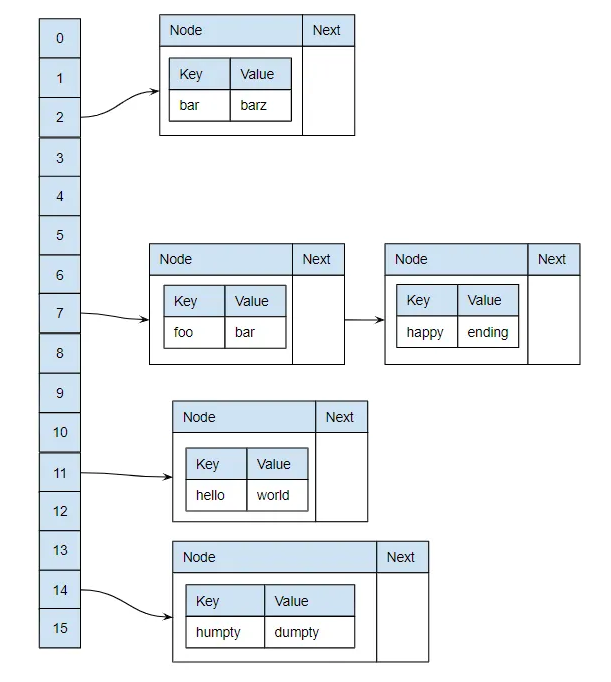 0
1
2
3
4
5
6
7
8
9
10
11
12
13
14
15
Node Next
Key Value
bar barz
Node Next
Key Value
foo bar
Node Next
Key Value
happy ending
Node Next
Key Value
hello world
Node Next
Key Value
humpty dumpty